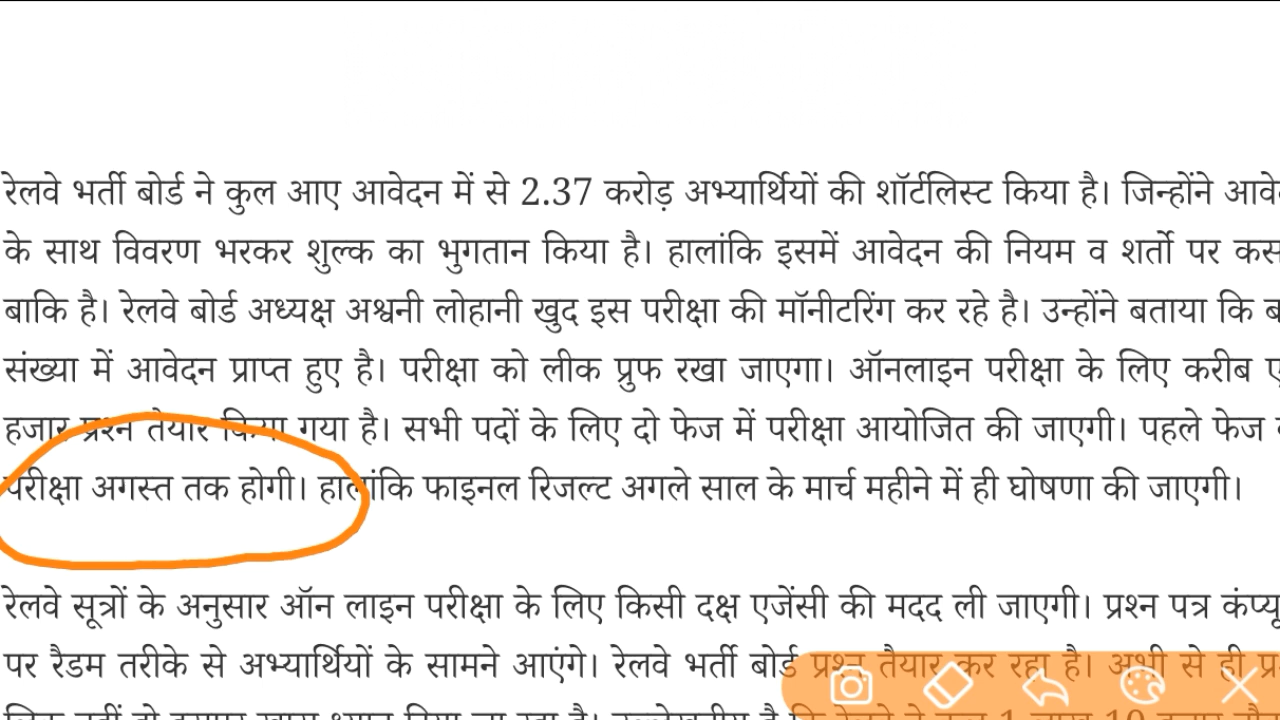 रेलवे भर्ती बोर्ड ने कुल आए आवेदन में से 2.37 करोड़ अभ्यार्थियों की शॉर्टलिस्ट किया है। जिन्होंने
के साथ विवरण भरकर शुल्क का भुगतान किया है। हालांकि इसमें आवेदन की नियम व शर्तो पर
बाकि है। रेलवे बोर्ड अध्यक्ष अश्वनी लोहानी खुद इस परीक्षा की मॉनीटरिंग कर रहे है। उन्होंने बताया कि
संख्या में आवेदन प्राप्त हुए है। परीक्षा को लीक प्रुफ रखा जाएगा। ऑनलाइन परीक्षा के लिए करीब
हजार प्रश्न तैयार किया गया है। सभी पदों के लिए दो फेज में परीक्षा आयोजित की जाएगी। पहले फेज
परीक्षा अगस्त तक होगी। हालांकि फाइनल रिजल्ट अगले साल के मार्च महीने में ही घोषणा की जाएगी।
रेलवे सूत्रों के अनुसार ऑन लाइन परीक्षा के लिए किसी दक्ष एजेंसी की मदद ली जाएगी। प्रश्न पत्र
पर रैडम तरीके से अभ्यार्थियों के सामने आएंगे। रेलवे भर्ती बोर्ड प्रश्न तैयार कर रहा है। अभी से ही